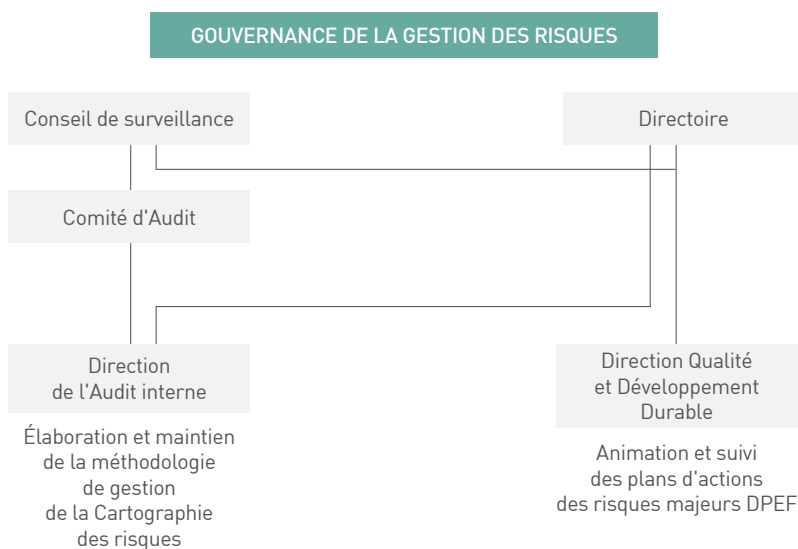 GOUVERNANCE DE LA GESTION DES RISQUES
Conseil de surveillance
Directoire
Comité d'Audit
Direction
de l'Audit interne
Élaboration et maintien
de la méthodologie
de gestion
de la Cartographie
des risques
Direction Qualité
et Développement
Durable
Animation et suivi
des plans d'actions
des risques majeurs DPEF